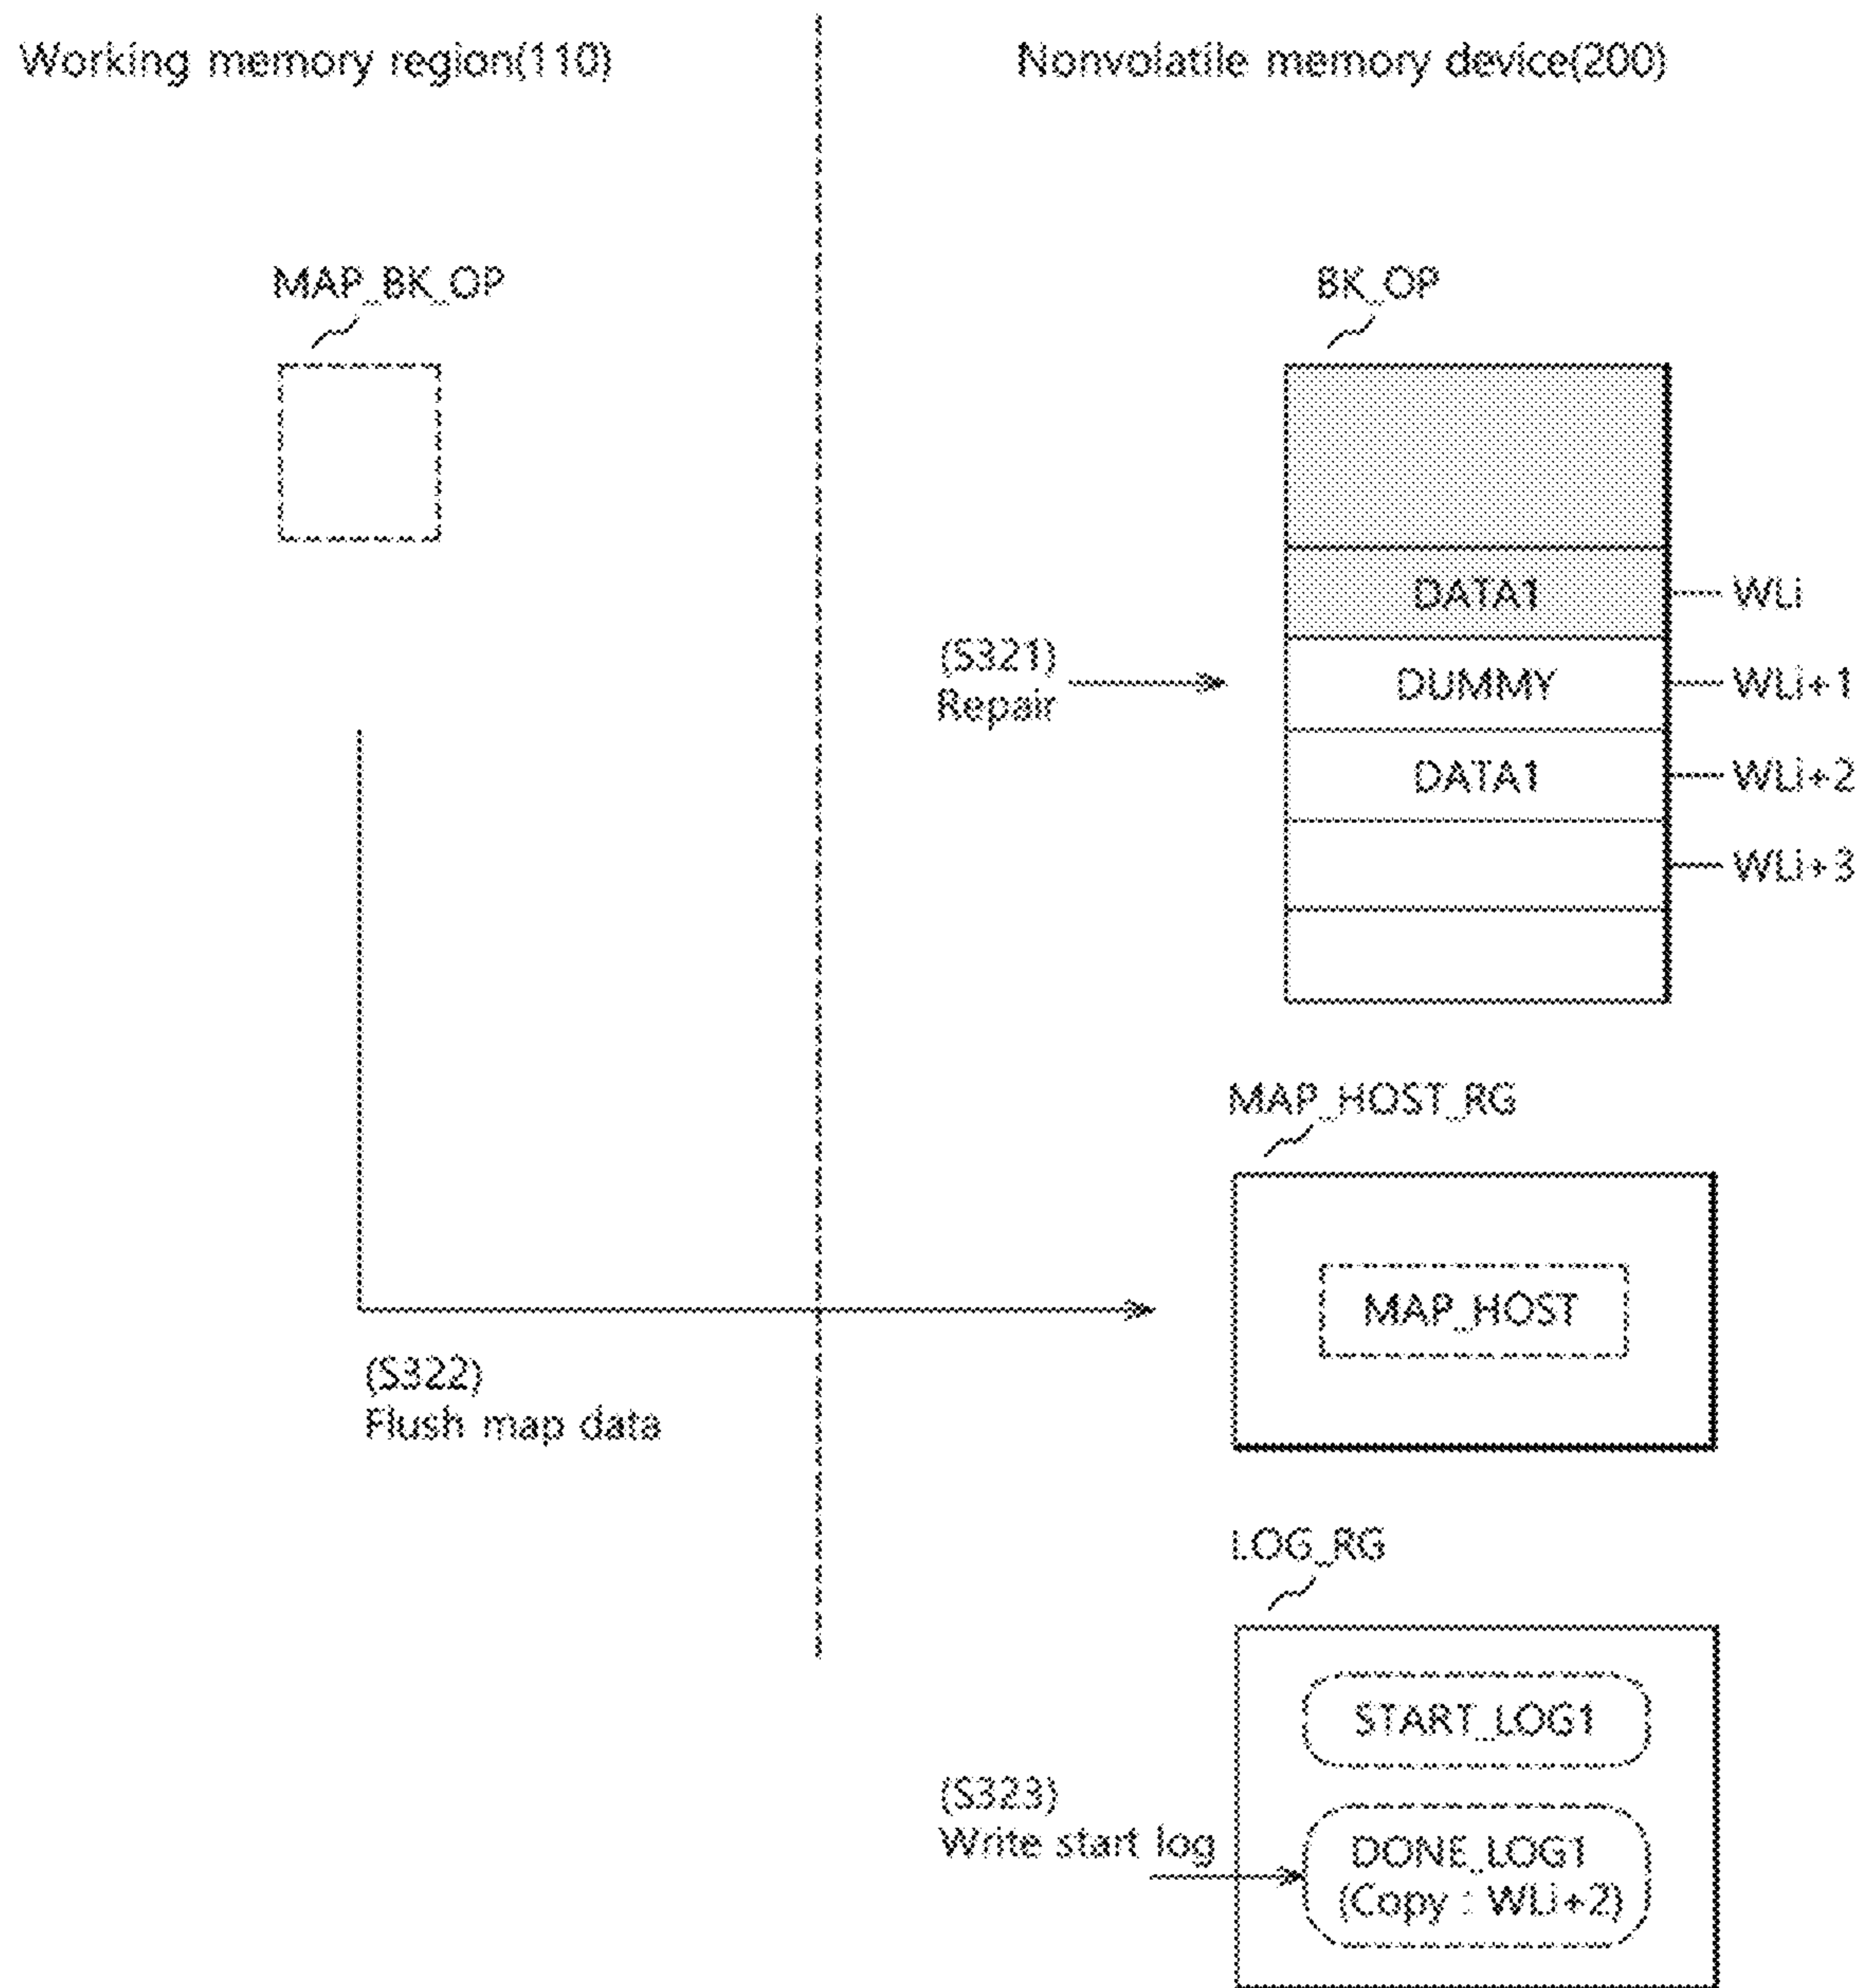 Working memory region(110)
Nonvolatile memory device(200)
MAP_BK_OP
BK_OP
DATA1
WLi
(S321)
Repair
DUMMY
WLi+1
DATA1
WLi+2
WLi+3
MAP_HOST_RG
MAP_HOST
(S322)
Flush map data
LOG_RG
START_LOG1
(S323)
Write start log
DONE_LOG1
(Copy : WLi+2)